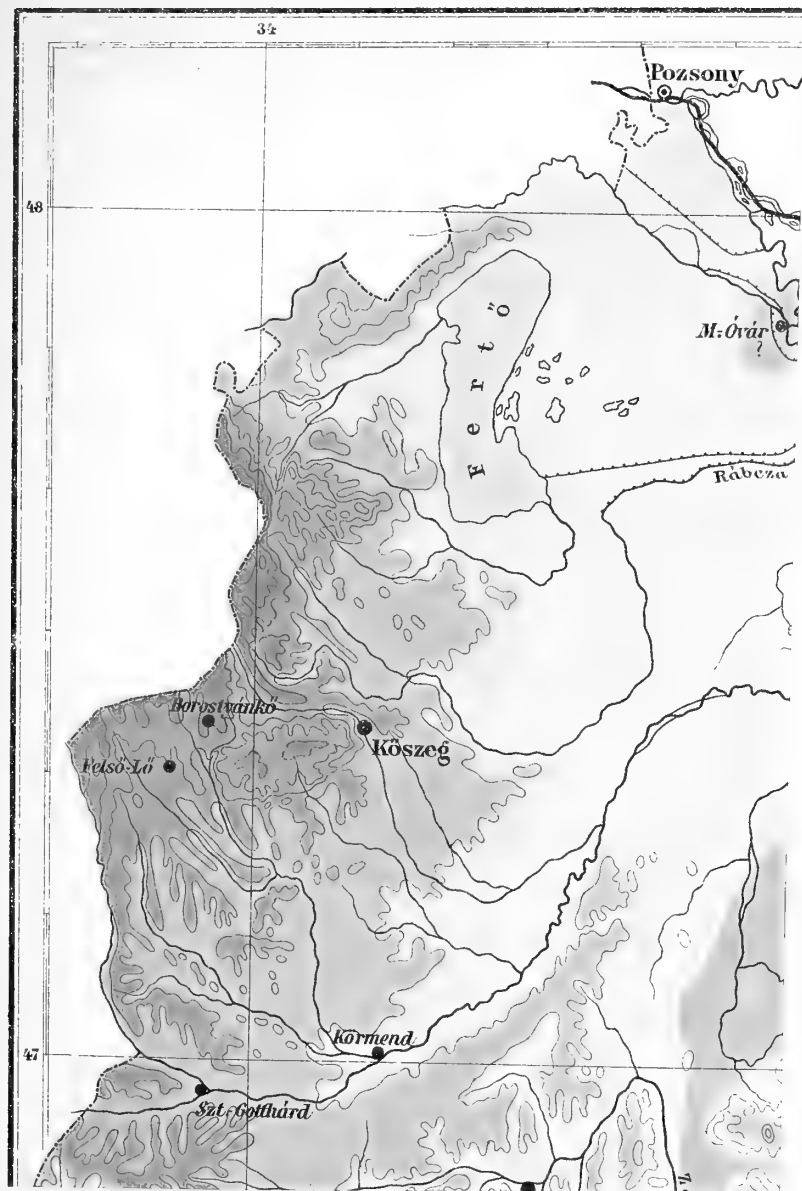 34
Pozsony
48
Fertő
M.-Óvár
?
Rábcza
Borostyánkő
Kőszeg
Felső-Lő
47
Körmend
Szt.-Gotthárd